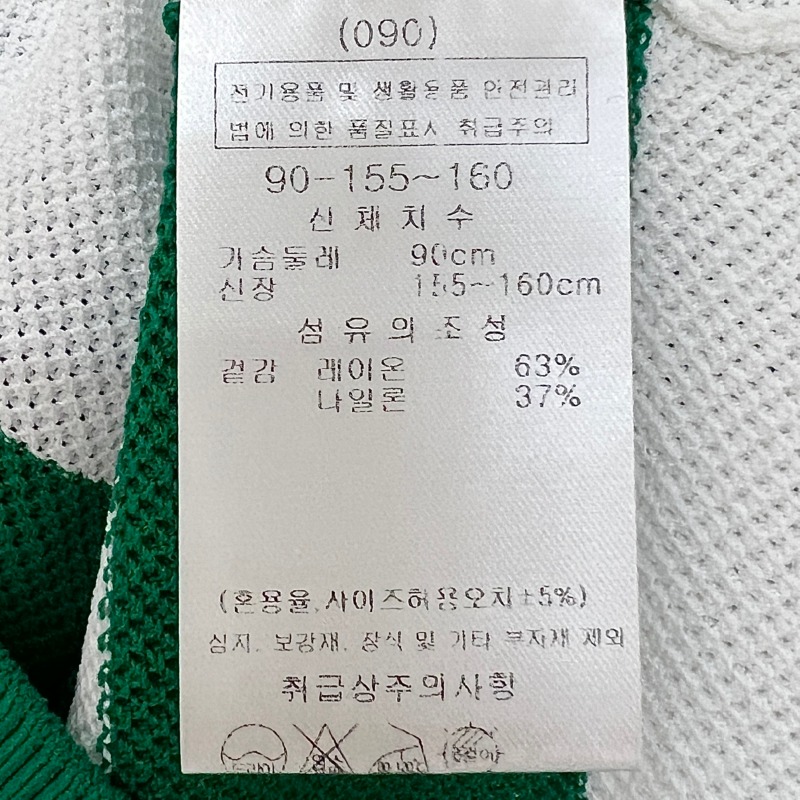 (090)
전기용품 및 생활용품 안전관리
법에 의한 품질표시 취급주의
90-155~160
신 체 치 수
가슴둘레 90cm
신장 155~160cm
섬 유 의 조 성
겉감 레이온 63%
나일론 37%
(혼용율,사이즈허용오차±5%)
심지, 보강재, 장식 및 기타 부자재 제외
취급상주의사항
드라이